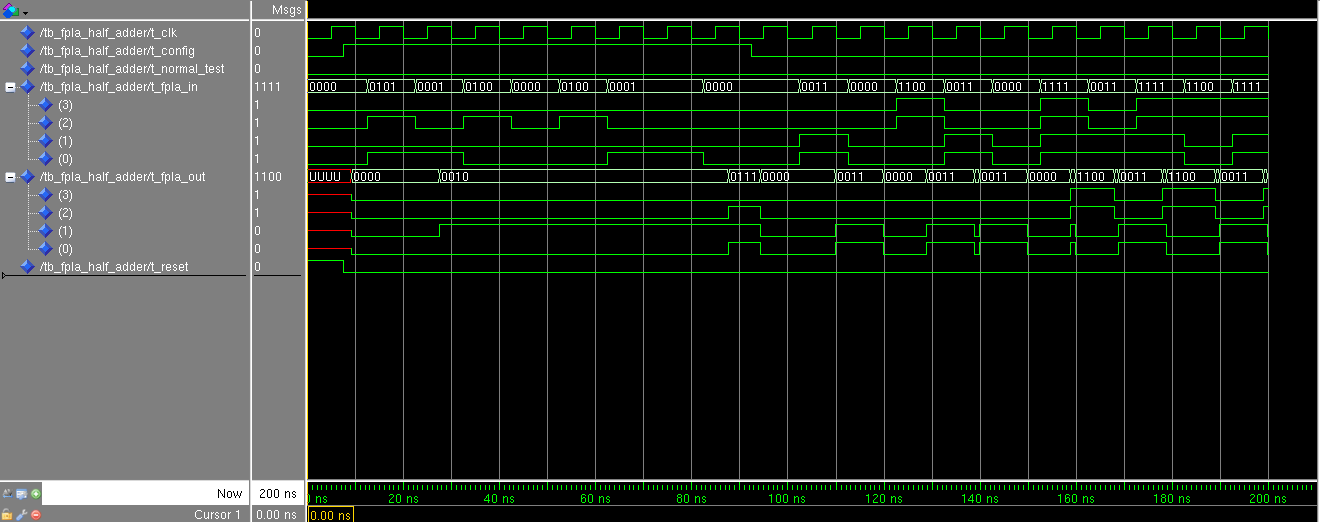 Msgs
/tb_fpla_half_adder/t_clk 0
/tb_fpla_half_adder/t_config 0
/tb_fpla_half_adder/t_normal_test 0
/tb_fpla_half_adder/t_fpla_in 1111 0000 0101 0001 0100 0000 0100 0001 0000 0011 0000 1100 0011 0000 1111 0011 1111 1100 1111
(3) 1
(2) 1
(1) 1
(0) 1
/tb_fpla_half_adder/t_fpla_out 1100 UUUU 0000 0010 0111 0000 0011 0000 0011 0011 0000 1100 0011 1100 0011
(3) 1
(2) 1
(1) 0
(0) 0
/tb_fpla_half_adder/t_reset 0
Now 200 ns ns 20 ns 40 ns 60 ns 80 ns 100 ns 120 ns 140 ns 160 ns 180 ns 200 ns
Cursor 1 0.00 ns 0.00 ns